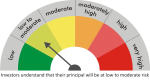 low
low to
moderate
moderate
moderately
high
high
very high
Investors understand that their principal will be at low to moderate risk